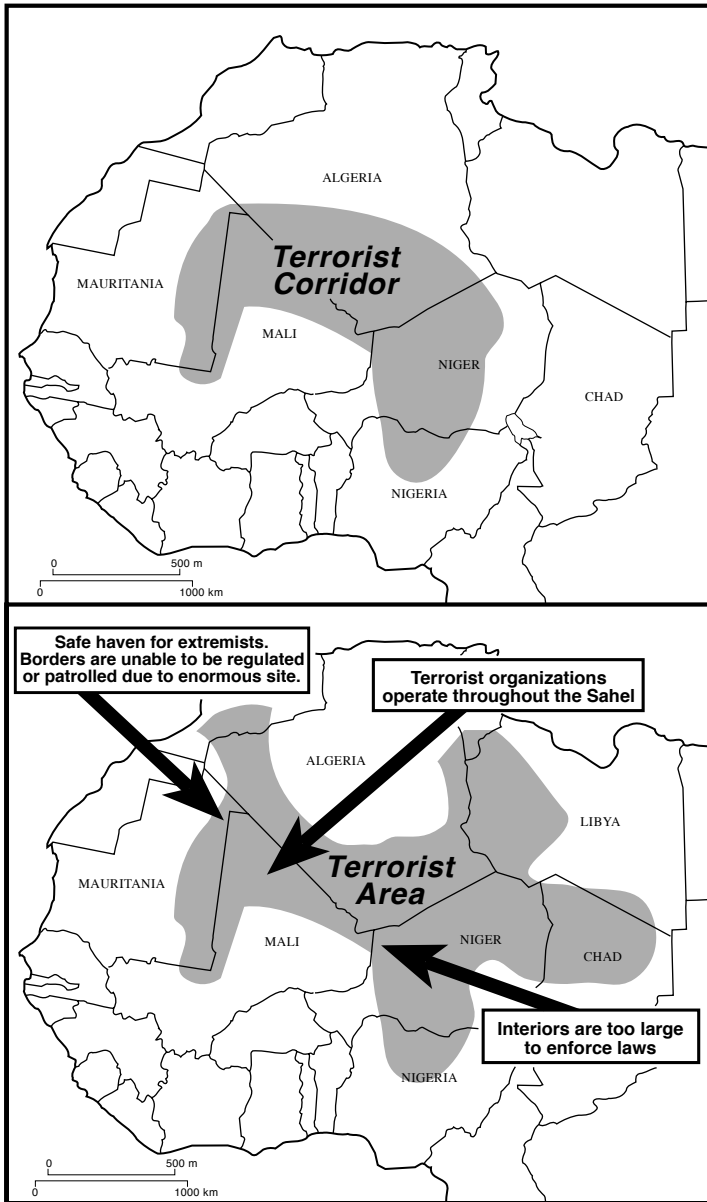 ALGERIA
Terrorist
Corridor
MAURITANIA
MALI
NIGER
CHAD
NIGERIA
0 500 m
0 1000 km
Safe haven for extremists.
Borders are unable to be regulated
or patrolled due to enormous site.
Terrorist organizations
operate throughout the Sahel
ALGERIA
LIBYA
Terrorist
Area
MAURITANIA
MALI
NIGER
CHAD
Interiors are too large
to enforce laws
NIGERIA
0 500 m
0 1000 km